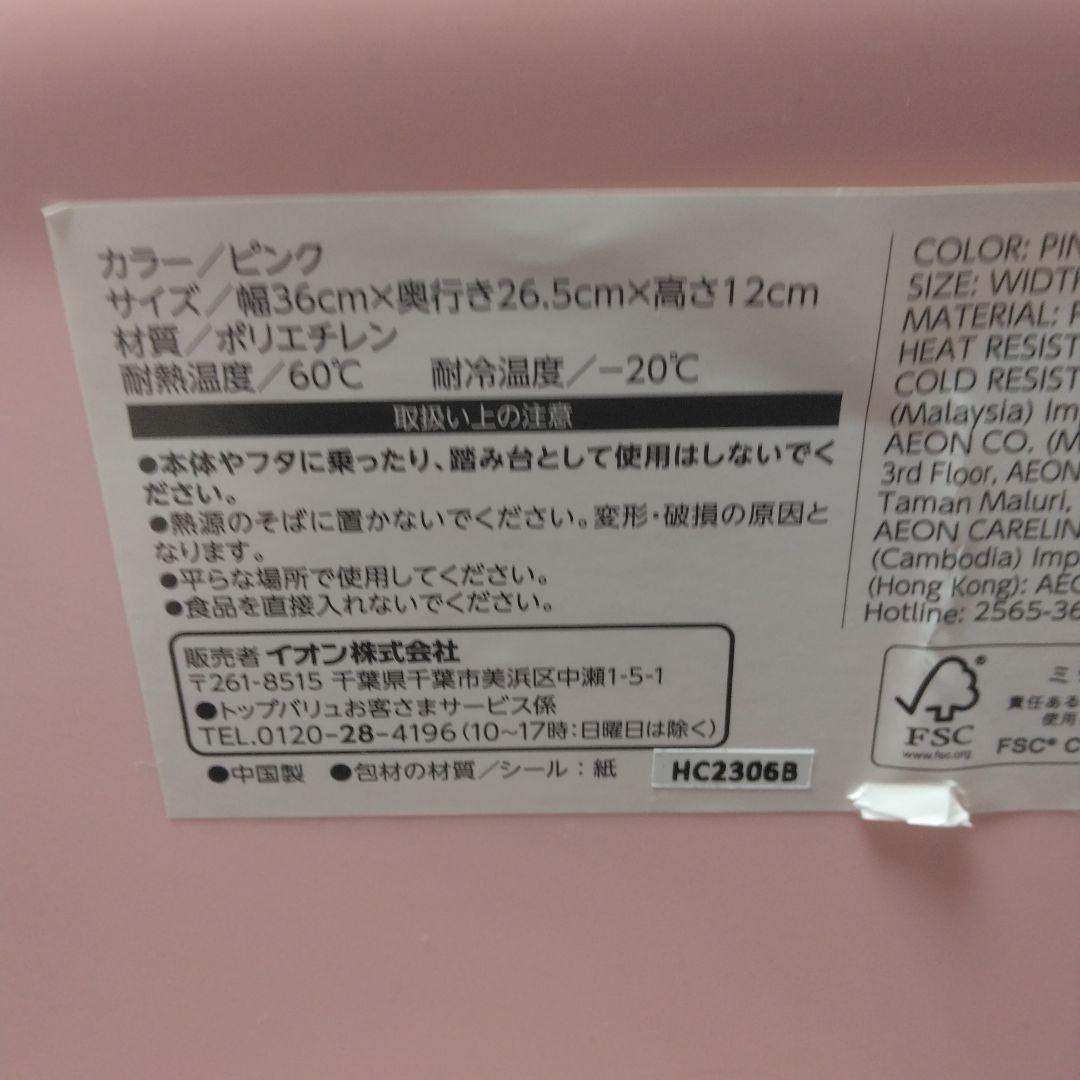 カラー／ピンク
サイズ／幅36cm×奥行き26.5cm×高さ12cm
材質／ポリエチレン
耐熱温度／60℃　耐冷温度／−20℃
取扱い上の注意
●本体やフタに乗ったり、踏み台として使用はしないでく
ださい。
●熱源のそばに置かないでください。変形・破損の原因と
なります。
●平らな場所で使用してください。
●食品を直接入れないでください。
販売者 イオン株式会社
〒261-8515 千葉県千葉市美浜区中瀬1-5-1
●トップバリュお客さまサービス係
TEL.0120-28-4196（10～17時：日曜日は除く）
●中国製　●包材の材質／シール：紙
HC2306B
COLOR: PIN
SIZE: WIDTH
MATERIAL:
HEAT RESIST
COLD RESIST
(Malaysia) Im
AEON CO. (M
3rd Floor, AEON
Taman Maluri,
AEON CARELIN
(Cambodia) Imp
(Hong Kong): AEO
Hotline: 2565-36
FSC®
www.fsc.org
ミ
責任ある
使用
FSC® C